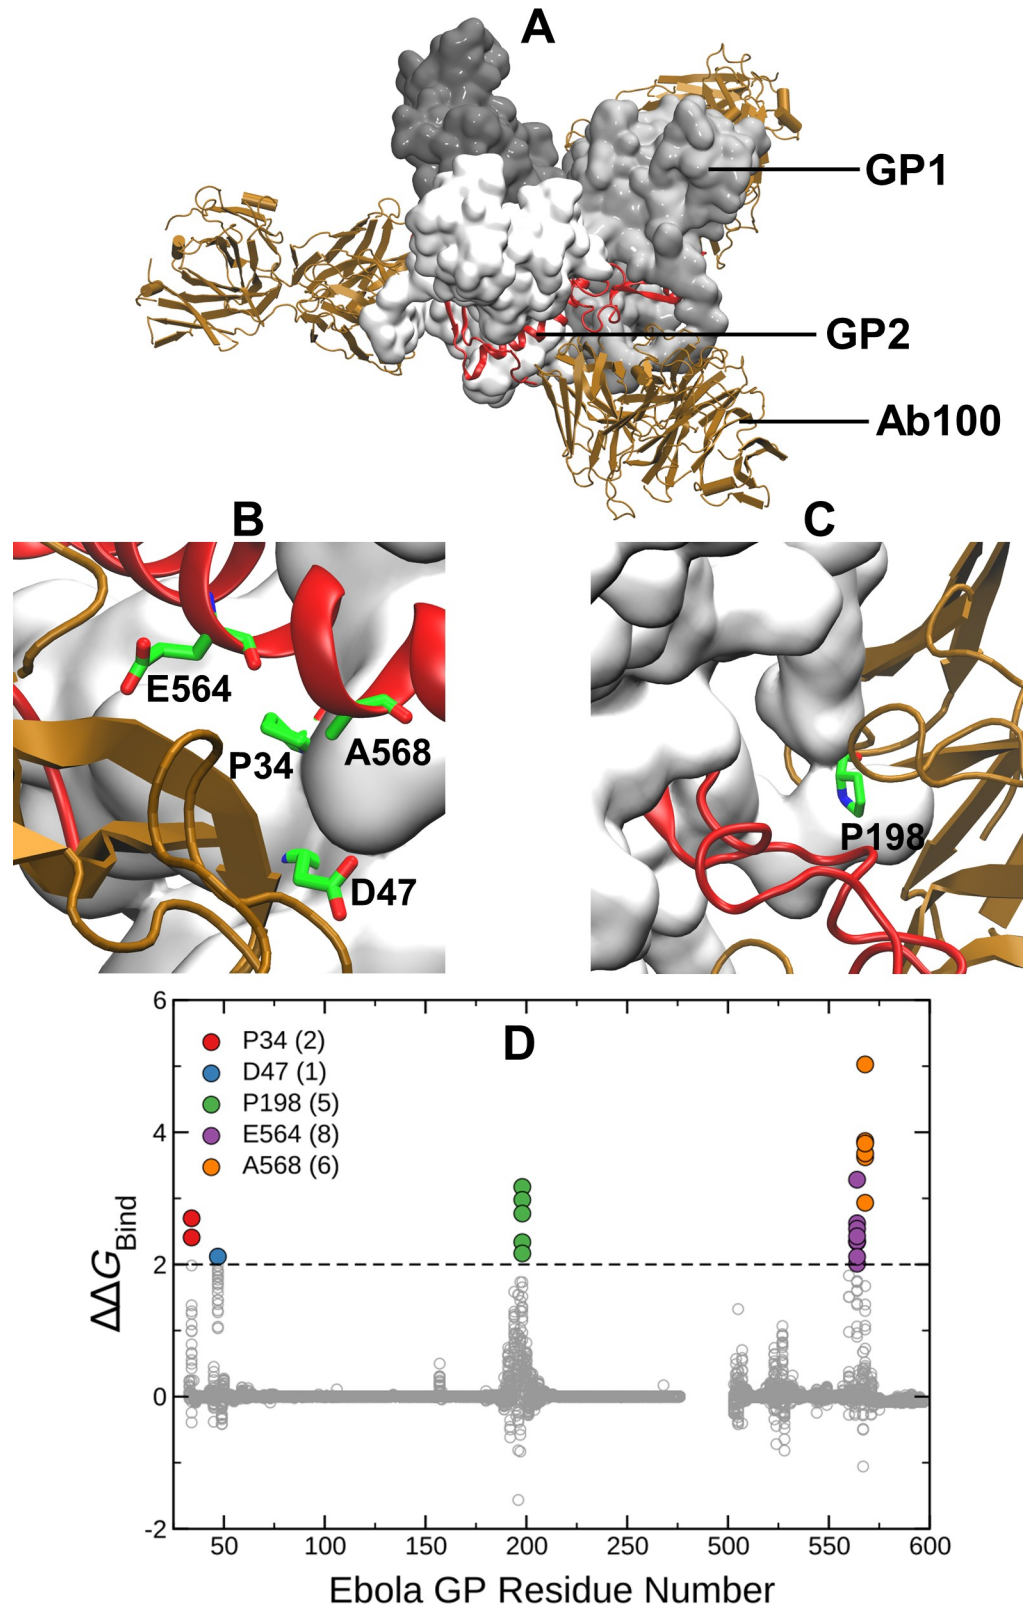 A
GP1
GP2
Ab100
B
C
E564
P34
A568
D47
P198
D
P34 (2)
D47 (1)
P198 (5)
E564 (8)
A568 (6)
6
4
2
0
-2
ΔΔG_Bind
50 100 150 200 250 500 550 600
Ebola GP Residue Number